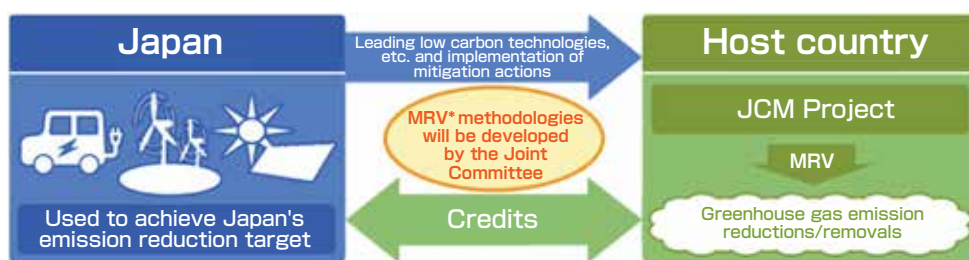 Japan
Leading low carbon technologies,
etc. and implementation of
mitigation actions
Host country
MRV* methodologies
will be developed
by the Joint
Committee
JCM Project
MRV
Used to achieve Japan's
emission reduction target
Credits
Greenhouse gas emission
reductions/removals